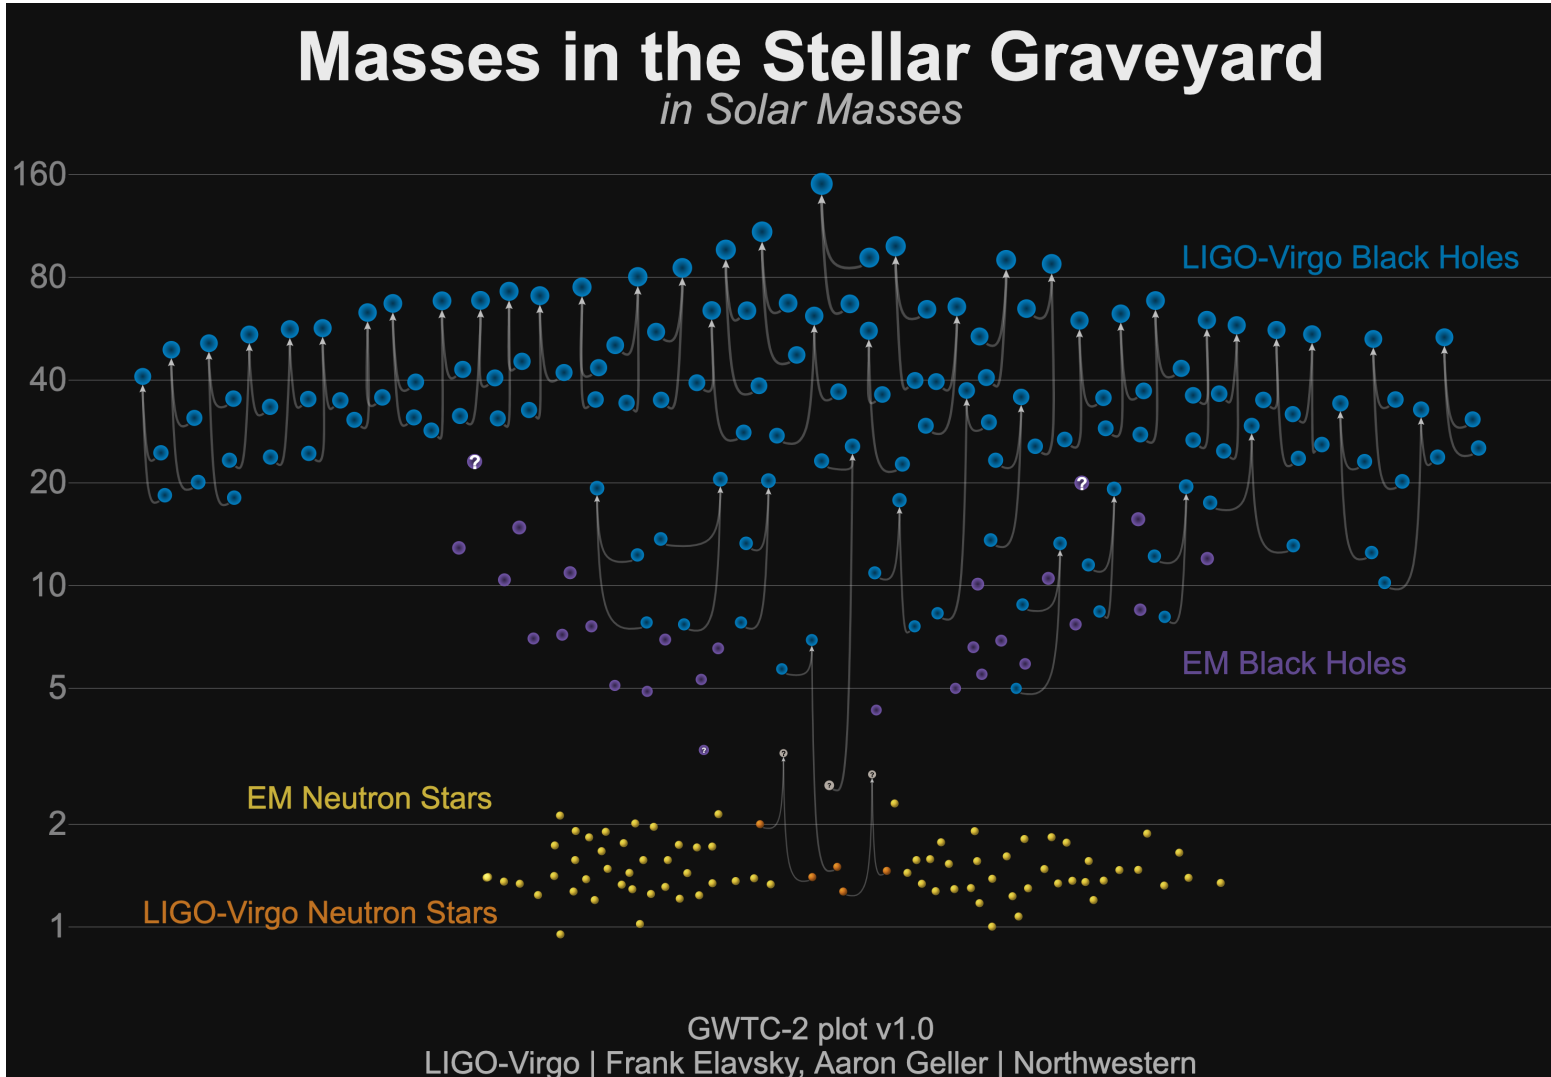 Masses in the Stellar Graveyard
in Solar Masses
160
LIGO-Virgo Black Holes
80
40
?
20
?
10
EM Black Holes
5
?
?
?
?
EM Neutron Stars
2
LIGO-Virgo Neutron Stars
1
GWTC-2 plot v1.0
LIGO-Virgo | Frank Elavsky, Aaron Geller | Northwestern